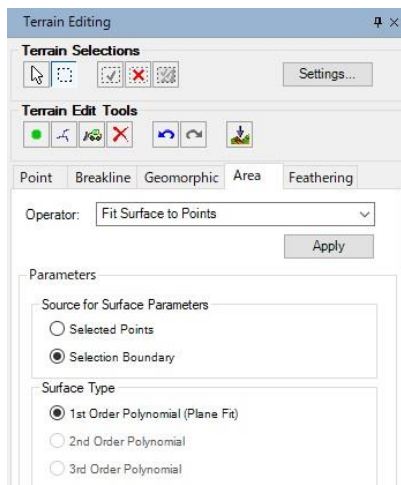 Terrain Editing
Terrain Selections
Settings...
Terrain Edit Tools
Point Breakline Geomorphic Area Feathering
Operator: Fit Surface to Points
Apply
Parameters
Source for Surface Parameters
Selected Points
Selection Boundary
Surface Type
1st Order Polynomial (Plane Fit)
2nd Order Polynomial
3rd Order Polynomial